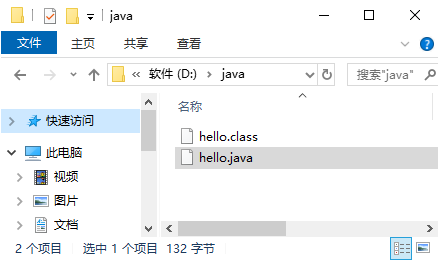 java
文件 主页 共享 查看
« 软件 (D:) java 搜索"java"
快速访问
此电脑
视频
图片
文档
名称
hello.class
hello.java
2 个项目 选中 1 个项目 132 字节